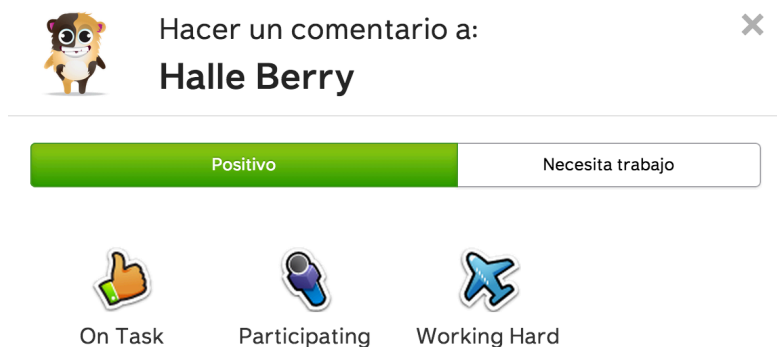 Hacer un comentario a:
Halle Berry
Positivo Necesita trabajo
On Task Participating Working Hard